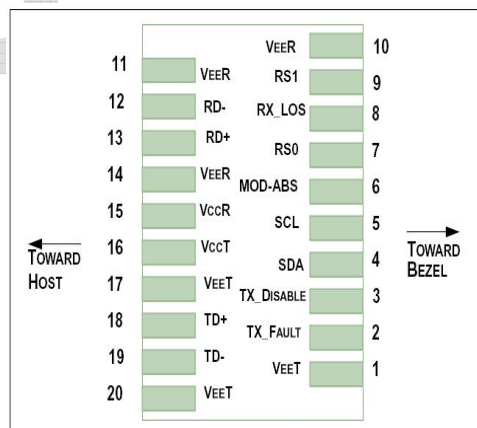 VEER 10
11 VEER
RS1 9
12 RD-
RX_LOS 8
13 RD+
RS0 7
14 VEER
MOD-ABS 6
15 VCCR
SCL 5
16 VCCT
TOWARD HOST
TOWARD BEZEL
SDA 4
17 VEET
TX_DISABLE 3
18 TD+
TX_FAULT 2
19 TD-
VEET 1
20 VEET